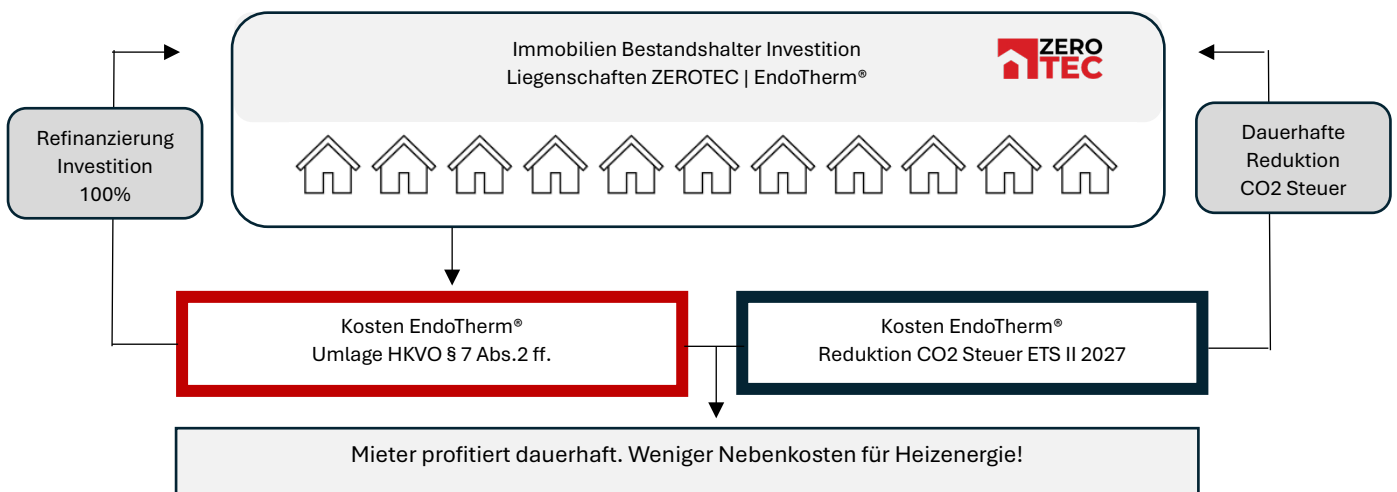 Immobilien Bestandshalter Investition
Liegenschaften ZEROTEC | EndoTherm®
ZERO
TEC
Refinanzierung
Investition
100%
Dauerhafte
Reduktion
CO2 Steuer
Kosten EndoTherm®
Umlage HKVO § 7 Abs.2 ff.
Kosten EndoTherm®
Reduktion CO2 Steuer ETS II 2027
Mieter profitiert dauerhaft. Weniger Nebenkosten für Heizenergie!